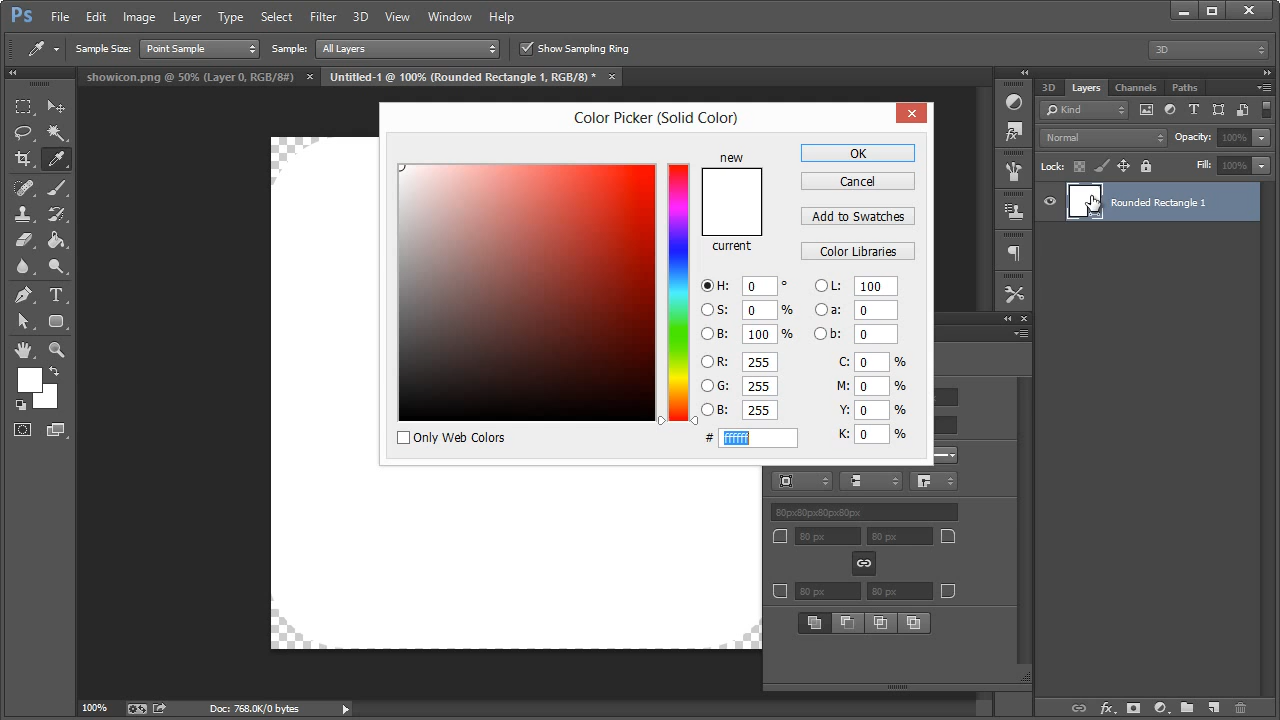 Ps File Edit Image Layer Type Select Filter 3D View Window Help
Sample Size: Point Sample Sample: All Layers Show Sampling Ring 3D
showicon.png @ 50% (Layer 0, RGB/8#) × Untitled-1 @ 100% (Rounded Rectangle 1, RGB/8) * ×
3D Layers Channels Paths
Kind
Normal Opacity: 100%
Lock: Fill: 100%
Rounded Rectangle 1
Color Picker (Solid Color)
new
current
OK
Cancel
Add to Swatches
Color Libraries
H: 0 ° L: 100
S: 0 % a: 0
B: 100 % b: 0
R: 255 C: 0 %
G: 255 M: 0 %
B: 255 Y: 0 %
# ffffff K: 0 %
Only Web Colors
80px80px80px80px
80 px 80 px
80 px 80 px
100% Doc: 768.0K/0 bytes